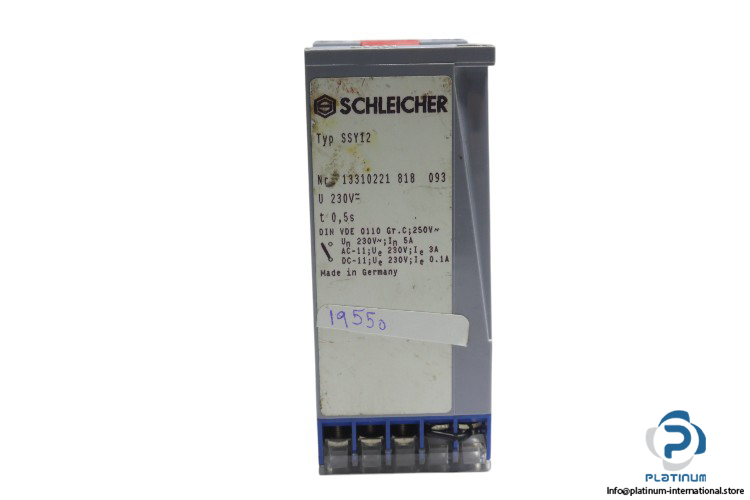 SCHLEICHER
Typ SSY12
Nr. 13310221 818 093
U 230V≂
t 0,5s
DIN VDE 0110 Gr.C;250V~
Un 230V~;In 5A
AC-11;Ue 230V;Ie 3A
DC-11;Ue 230V;Ie 0.1A
Made in Germany
19550
PLATINUM
Info@platinum-international.store